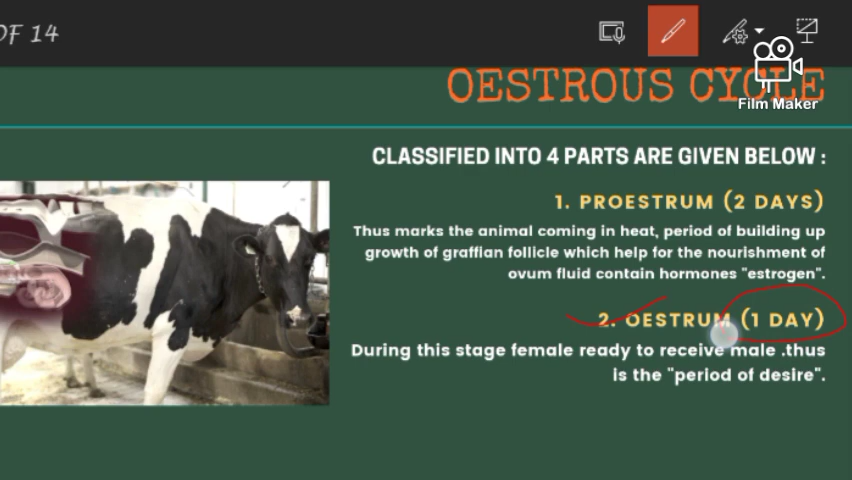 OF 14
OESTROUS CYCLE
Film Maker
CLASSIFIED INTO 4 PARTS ARE GIVEN BELOW :
1. PROESTRUM (2 DAYS)
Thus marks the animal coming in heat, period of building up
growth of graffian follicle which help for the nourishment of
ovum fluid contain hormones "estrogen".
2. OESTRUM (1 DAY)
During this stage female ready to receive male .thus
is the "period of desire".